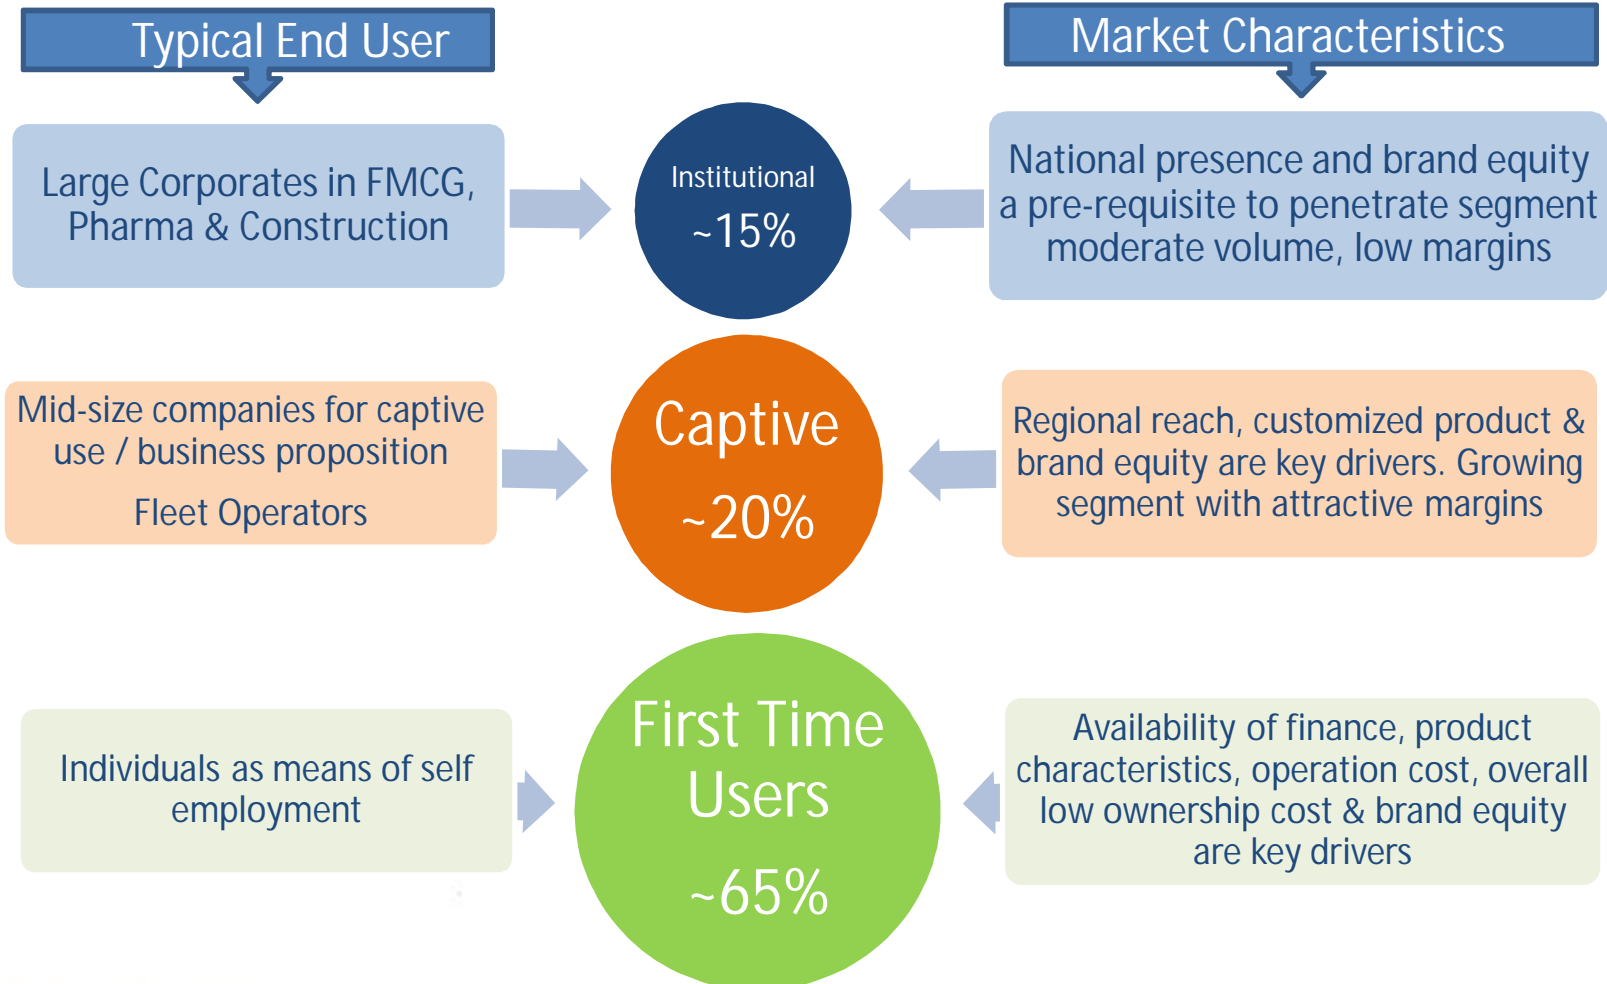 Typical End User
Market Characteristics
Large Corporates in FMCG,
Pharma & Construction
Institutional
~15%
National presence and brand equity
a pre-requisite to penetrate segment
moderate volume, low margins
Mid-size companies for captive
use / business proposition
Fleet Operators
Captive
~20%
Regional reach, customized product &
brand equity are key drivers. Growing
segment with attractive margins
Individuals as means of self
employment
First Time
Users
~65%
Availability of finance, product
characteristics, operation cost, overall
low ownership cost & brand equity
are key drivers